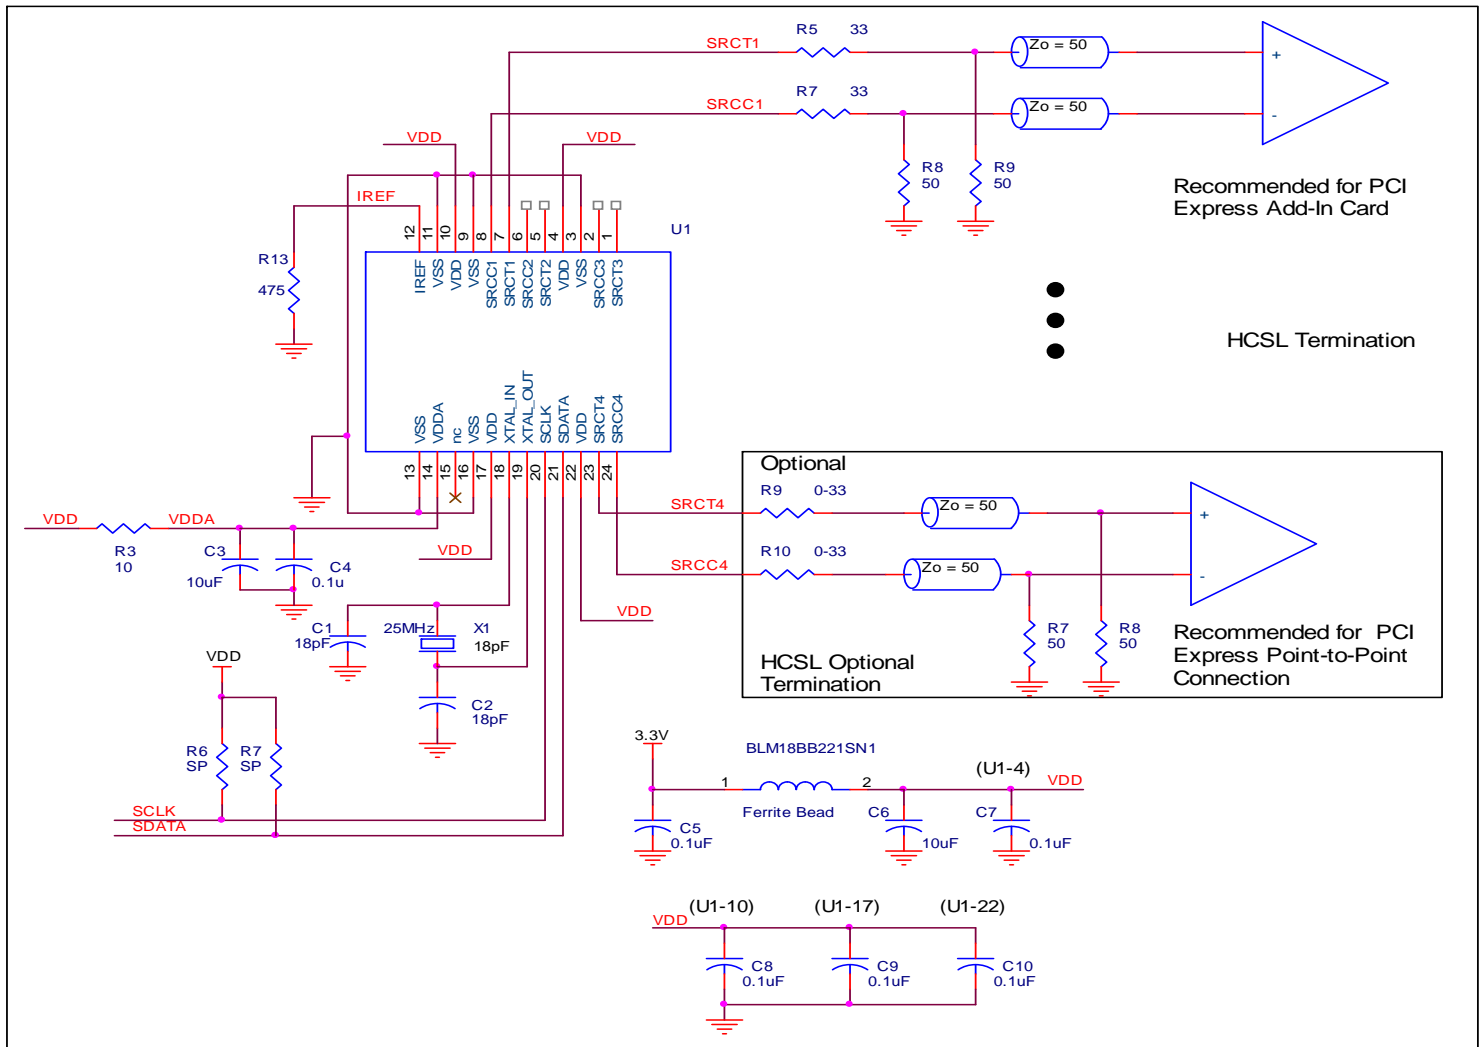 R5 33
SRCT1
Zo = 50
+
R7 33
SRCC1
Zo = 50
-
R8
50
R9
50
Recommended for PCI
Express Add-In Card
HCSL Termination
VDD
VDD
IREF
R13
475
U1
12 11 10 9 8 7 6 5 4 3 2 1
IREF VSS VDD VSS SRCC1 SRCT1 SRCC2 SRCT2 VDD VSS SRCC3 SRCT3
VSS VDDA nc VSS VDD XTAL_IN XTAL_OUT SCLK SDATA VDD SRCT4 SRCC4
13 14 15 16 17 18 19 20 21 22 23 24
VDD
R3
10
VDDA
C3
10uF
C4
0.1u
VDD
VDD
C1
18pF
25MHz
X1
18pF
C2
18pF
VDD
R6
SP
R7
SP
SCLK
SDATA
Optional
SRCT4
R9 0-33
Zo = 50
+
SRCC4
R10 0-33
Zo = 50
-
R7
50
R8
50
HCSL Optional
Termination
Recommended for PCI
Express Point-to-Point
Connection
3.3V
BLM18BB221SN1
1 2
Ferrite Bead
(U1-4)
VDD
C5
0.1uF
C6
10uF
C7
0.1uF
VDD
(U1-10) (U1-17) (U1-22)
C8
0.1uF
C9
0.1uF
C10
0.1uF